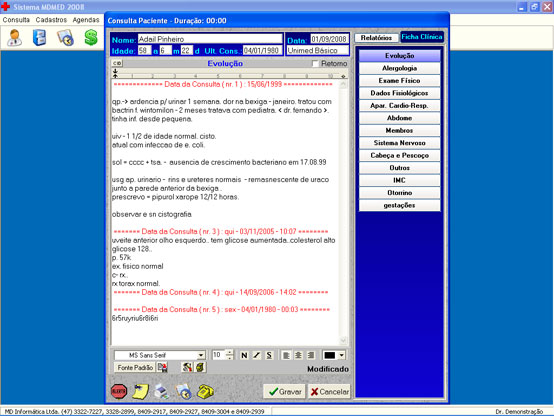 Sistema MDMED 2008
Consulta Cadastros Agendas
Consulta Paciente - Duração: 00:00
Nome: Adail Pinheiro Data: 01/09/2008
Idade: 58 a 6 m 22 d Ult. Cons.: 04/01/1980 Unimed Básico
Relatórios Ficha Clínica
Evolução Retorno
============= Data da Consulta ( nr. 1 ) : 15/06/1999 =============
qp.-> ardencia p/ urinar 1 semana. dor na bexiga - janeiro. tratou com
bactrin f. wintomilon - 2 meses tratava com pediatra. < dr. fernando >.
tinha inf. desde pequena.
uiv - 1 1/2 de idade normal. cisto.
atual com infeccao de e. coli.
sol = cccc + tsa. - ausencia de crescimento bacteriano em 17.08.99
usg ap. urinario - rins e ureteres normais - remasnescente de uraco
junto a parede anterior da bexiga .
prescrevo = pipurol xarope 12/12 horas.
observar e sn cistografia
======= Data da Consulta ( nr. 3 ) : qui - 03/11/2005 - 10:07 ========
uveite anterior olho esquerdo . tem glicose aumentada..colesterol alto
glicose 128..
p. 57k
ex. fisico normal
c- rx..
rx torax normal.
======= Data da Consulta ( nr. 4 ) : qui - 14/09/2006 - 14:02 ========
======= Data da Consulta ( nr. 5 ) : sex - 04/01/1980 - 00:03 ========
6r5ruyriu6r8i6ri
Evolução
Alergologia
Exame Físico
Dados Fisiológicos
Apar. Cardio-Resp.
Abdome
Membros
Sistema Nervoso
Cabeça e Pescoço
Outros
IMC
Otorrino
gestações
MS Sans Serif 10 N I S
Fonte Padrão Modificado
Gravar Cancelar
MD Informática Ltda. (47) 3322-7227, 3328-2899, 8409-2917, 8409-2927, 8409-3004 e 8409-2939 Dr. Demonstração